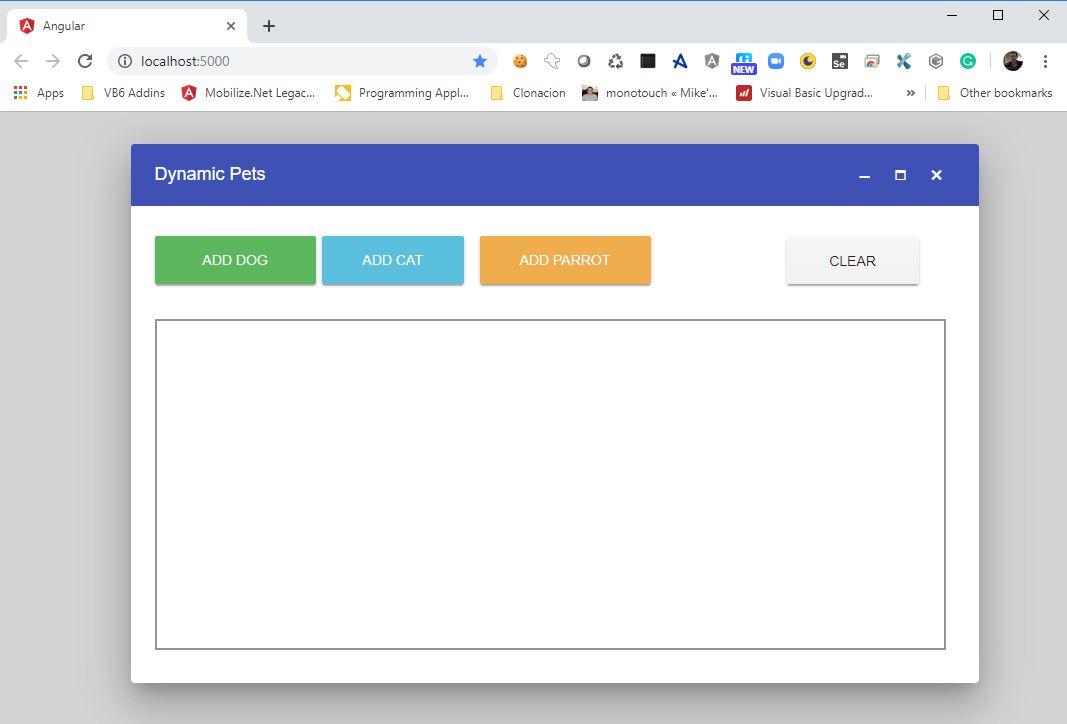 Angular
localhost:5000
NEW
Se
Apps VB6 Addins Mobilize.Net Legac... Programming Appl... Clonacion monotouch « Mike'... Visual Basic Upgrad... » Other bookmarks
Dynamic Pets
ADD DOG ADD CAT ADD PARROT CLEAR